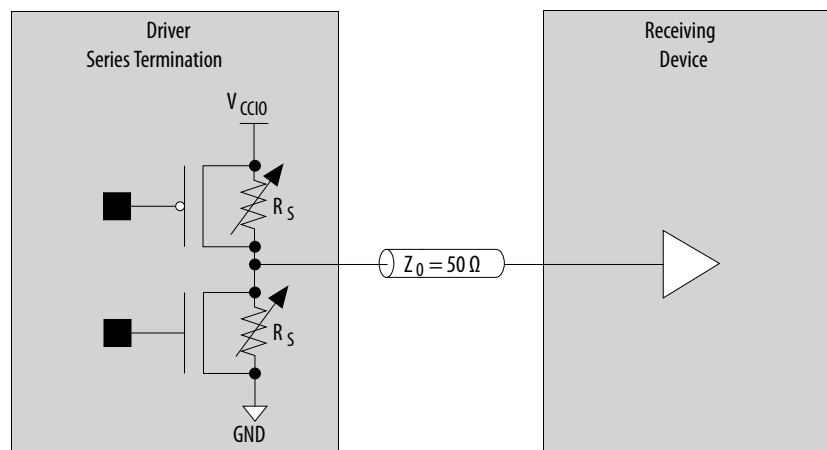 Driver
Series Termination
Receiving
Device
V CCIO
R S
Z 0 = 50 Ω
R S
GND